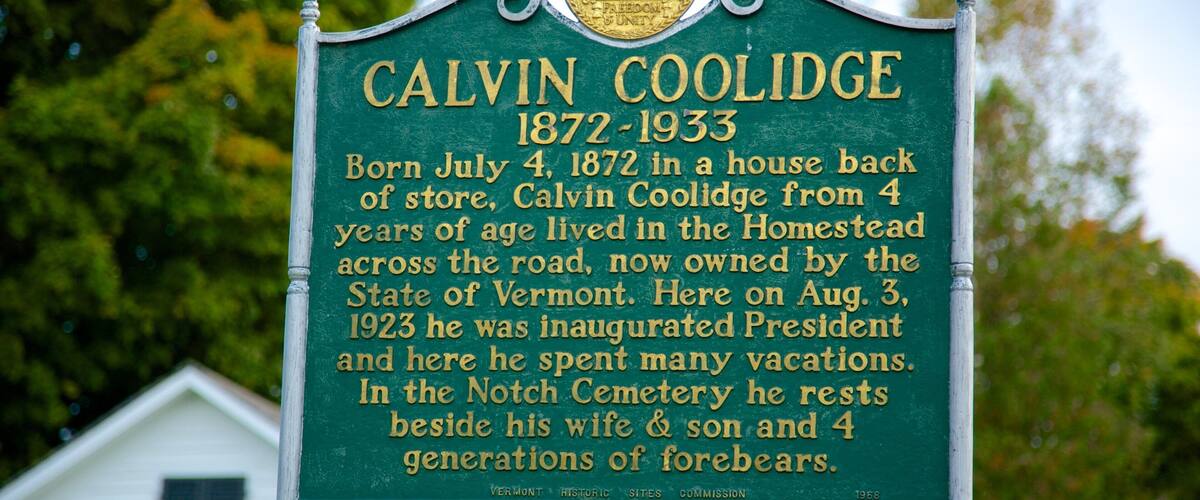 FREEDOM
& UNITY
CALVIN COOLIDGE
1872-1933
Born July 4, 1872 in a house back
of store, Calvin Coolidge from 4
years of age lived in the Homestead
across the road, now owned by the
State of Vermont. Here on Aug. 3,
1923 he was inaugurated President
and here he spent many vacations.
In the Notch Cemetery he rests
beside his wife & son and 4
generations of forebears.
VERMONT HISTORIC SITES COMMISSION 1968